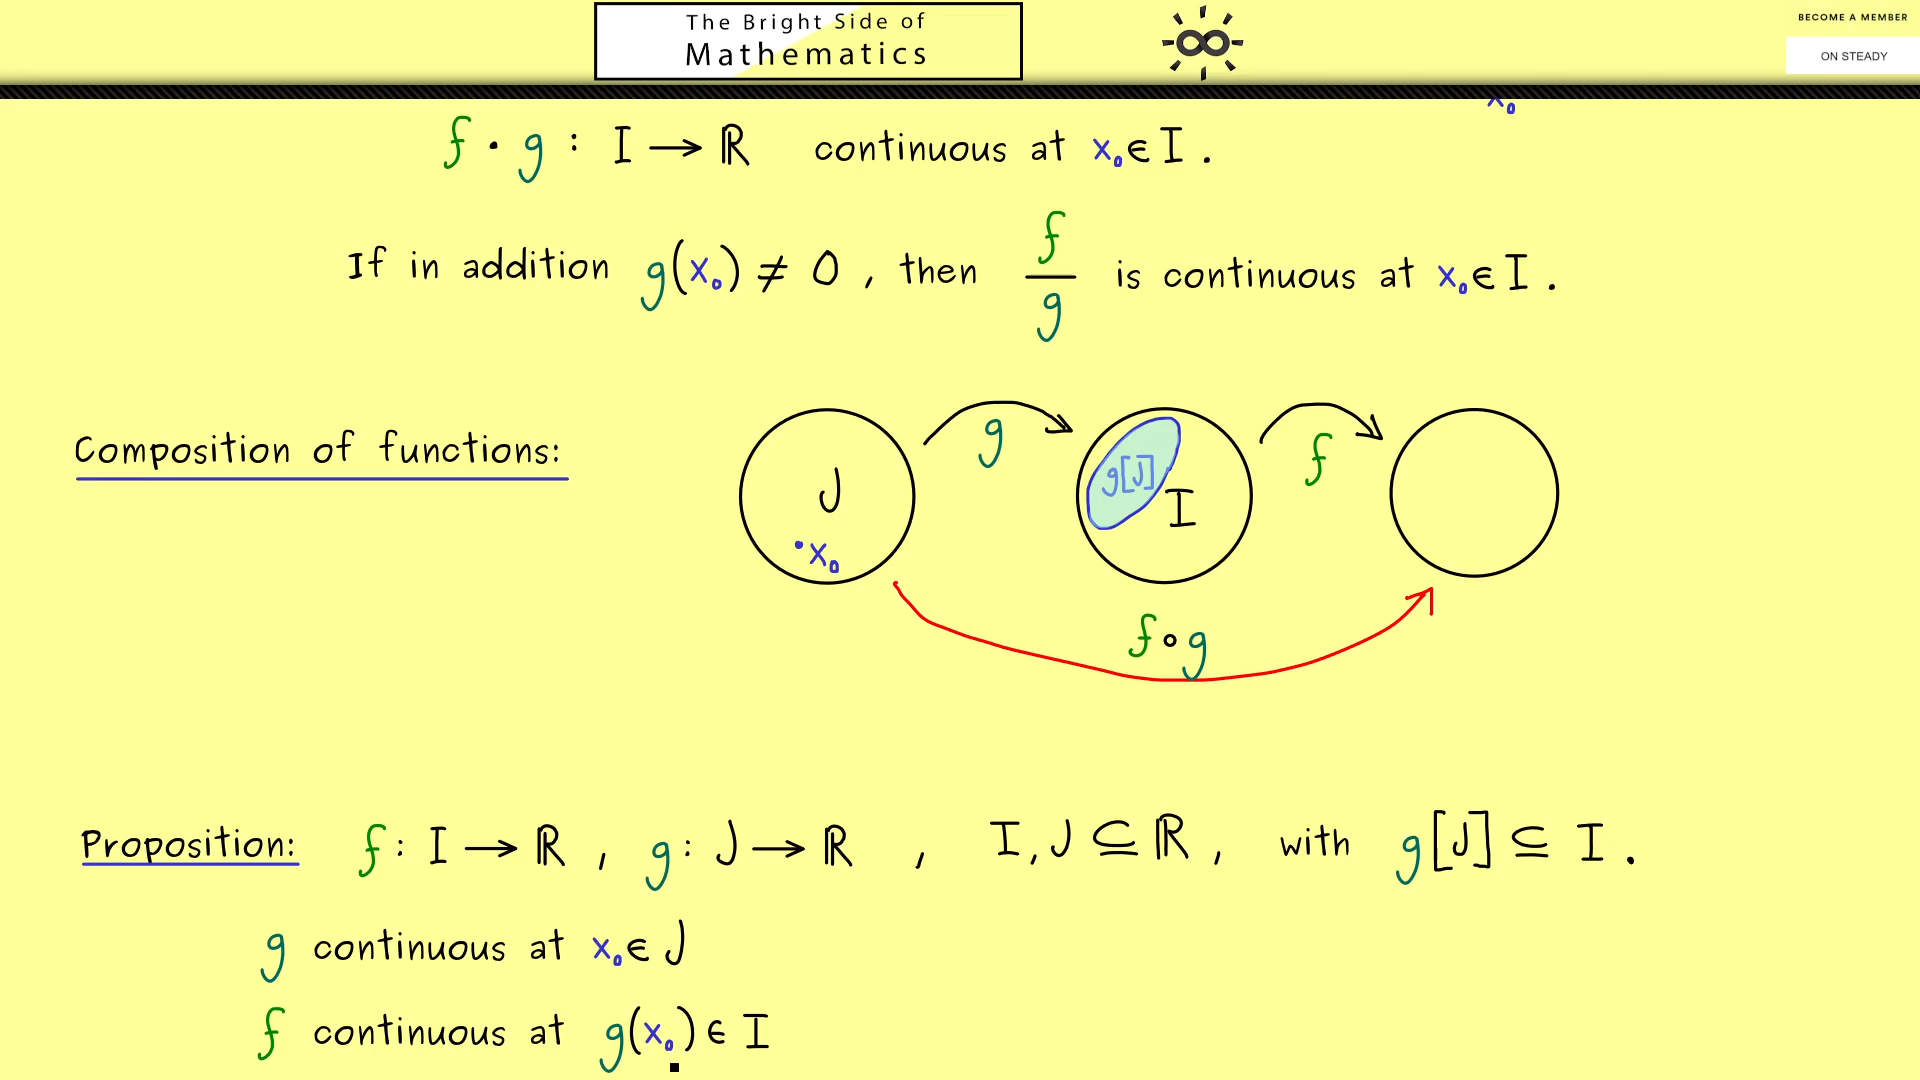 The Bright Side of
Mathematics
BECOME A MEMBER
ON STEADY
x₀
f · g : I → ℝ continuous at x₀ ∈ I .
If in addition g(x₀) ≠ 0 , then f/g is continuous at x₀ ∈ I .
Composition of functions:
g
f
J
g[J]
I
x₀
f ∘ g
Proposition: f : I → ℝ , g : J → ℝ , I, J ⊆ ℝ , with g[J] ⊆ I .
g continuous at x₀ ∈ J
f continuous at g(x₀) ∈ I